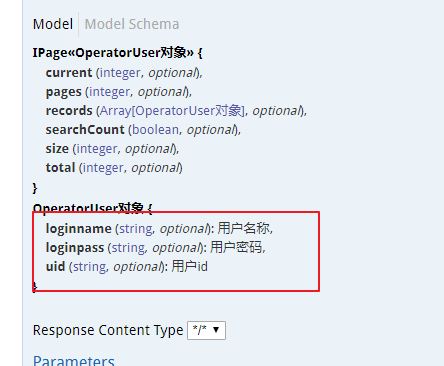 Model Model Schema
IPage«OperatorUser对象» {
current (integer, optional),
pages (integer, optional),
records (Array[OperatorUser对象], optional),
searchCount (boolean, optional),
size (integer, optional),
total (integer, optional)
}
OperatorUser对象 {
loginname (string, optional): 用户名称,
loginpass (string, optional): 用户密码,
uid (string, optional): 用户id
}
Response Content Type */*
Parameters